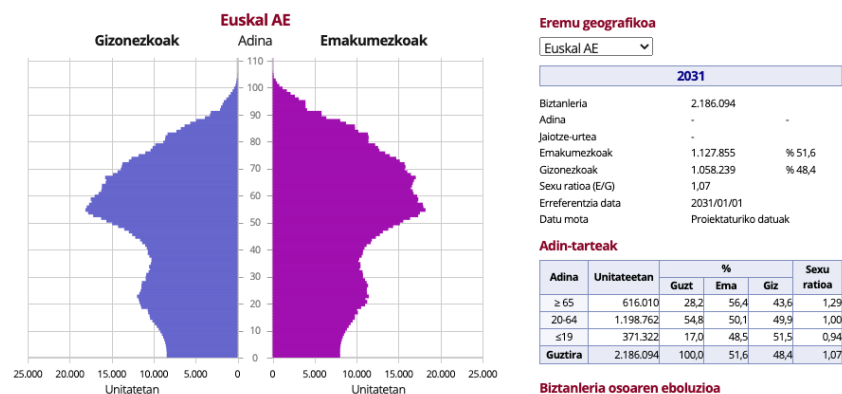 Euskal AE
Gizonezkoak Adina Emakumezkoak
110
100
90
80
70
60
50
40
30
20
10
0
25.000 20.000 15.000 10.000 5.000 0 0 5.000 10.000 15.000 20.000 25.000
Unitatetan Unitatetan
Eremu geografikoa
Euskal AE
2031
Biztanleria 2.186.094
Adina - -
Jaiotze-urtea -
Emakumezkoak 1.127.855 % 51,6
Gizonezkoak 1.058.239 % 48,4
Sexu ratioa (E/G) 1,07
Erreferentzia data 2031/01/01
Datu mota Proiektaturiko datuak
Adin-tarteak
Adina Unitateetan % Sexu ratioa
Guzt Ema Giz
≥ 65 616.010 28,2 56,4 43,6 1,29
20-64 1.198.762 54,8 50,1 49,9 1,00
≤19 371.322 17,0 48,5 51,5 0,94
Guztira 2.186.094 100,0 51,6 48,4 1,07
Biztanleria osoaren eboluzioa